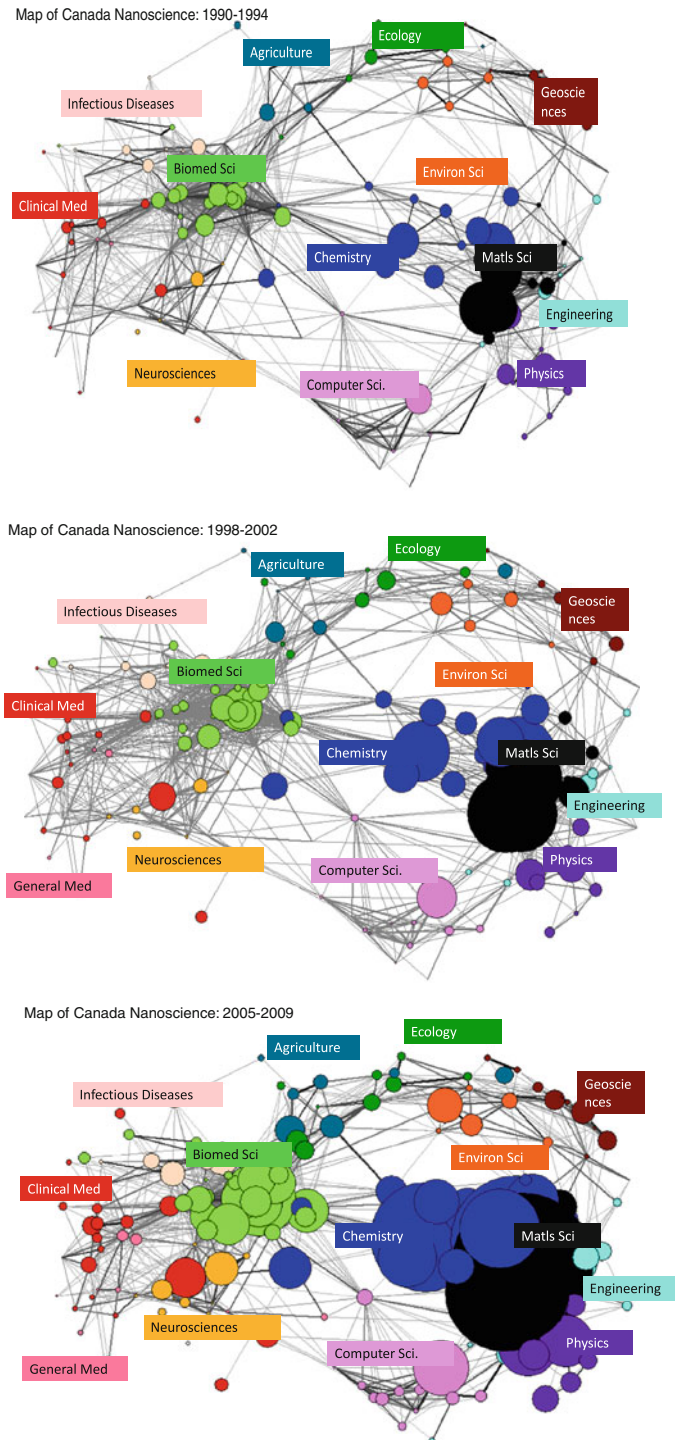 Map of Canada Nanoscience: 1990-1994
Ecology
Agriculture
Geoscie
nces
Infectious Diseases
Biomed Sci
Environ Sci
Clinical Med
Chemistry
Matls Sci
Engineering
Neurosciences
Computer Sci.
Physics
Map of Canada Nanoscience: 1998-2002
Ecology
Agriculture
Geoscie
nces
Infectious Diseases
Biomed Sci
Environ Sci
Clinical Med
Chemistry
Matls Sci
Engineering
Neurosciences
Physics
Computer Sci.
General Med
Map of Canada Nanoscience: 2005-2009
Ecology
Agriculture
Geoscie
nces
Infectious Diseases
Biomed Sci
Environ Sci
Clinical Med
Chemistry
Matls Sci
Engineering
Neurosciences
Physics
Computer Sci.
General Med